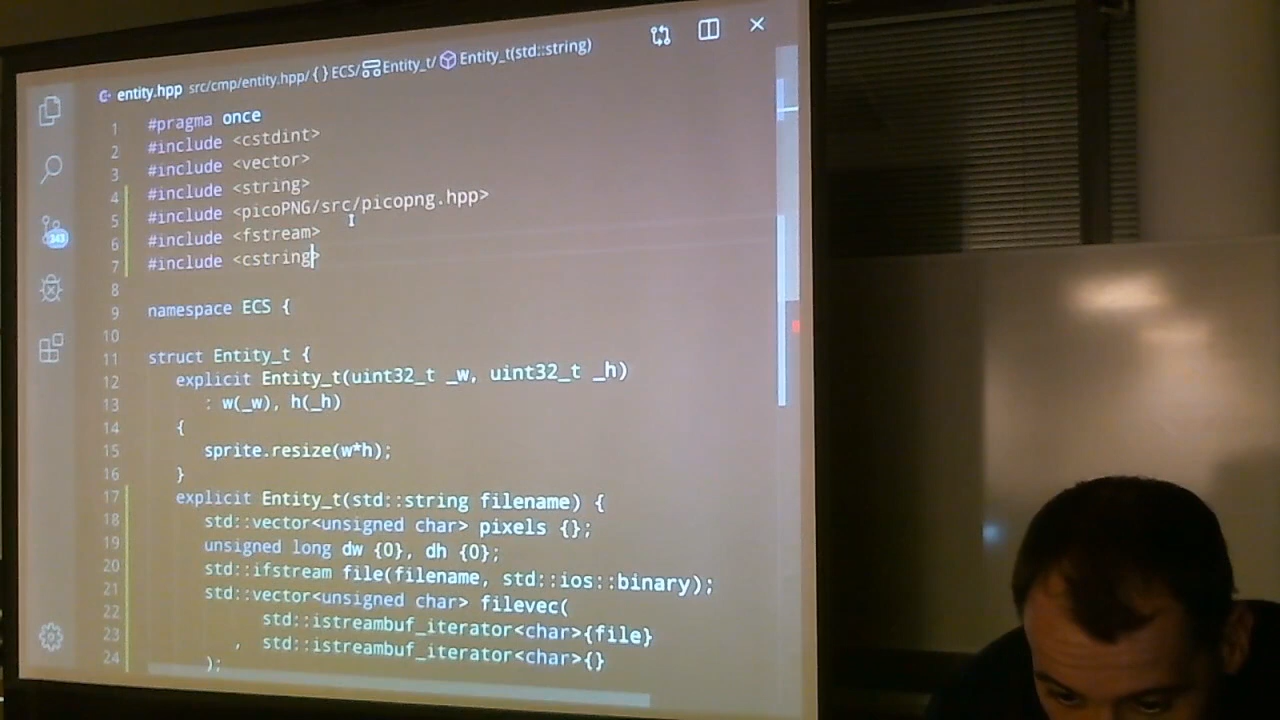 entity.hpp src/cmp/entity.hpp/{}ECS/Entity_t/Entity_t(std::string)
343
1 #pragma once
2 #include <cstdint>
3 #include <vector>
4 #include <string>
5 #include <picoPNG/src/picopng.hpp>
6 #include <fstream>
7 #include <cstring>
8
9 namespace ECS {
10
11 struct Entity_t {
12 explicit Entity_t(uint32_t _w, uint32_t _h)
13 : w(_w), h(_h)
14 {
15 sprite.resize(w*h);
16 }
17 explicit Entity_t(std::string filename) {
18 std::vector<unsigned char> pixels {};
19 unsigned long dw {0}, dh {0};
20 std::ifstream file(filename, std::ios::binary);
21 std::vector<unsigned char> filevec(
22 std::istreambuf_iterator<char>{file}
23 , std::istreambuf_iterator<char>{}
24 );